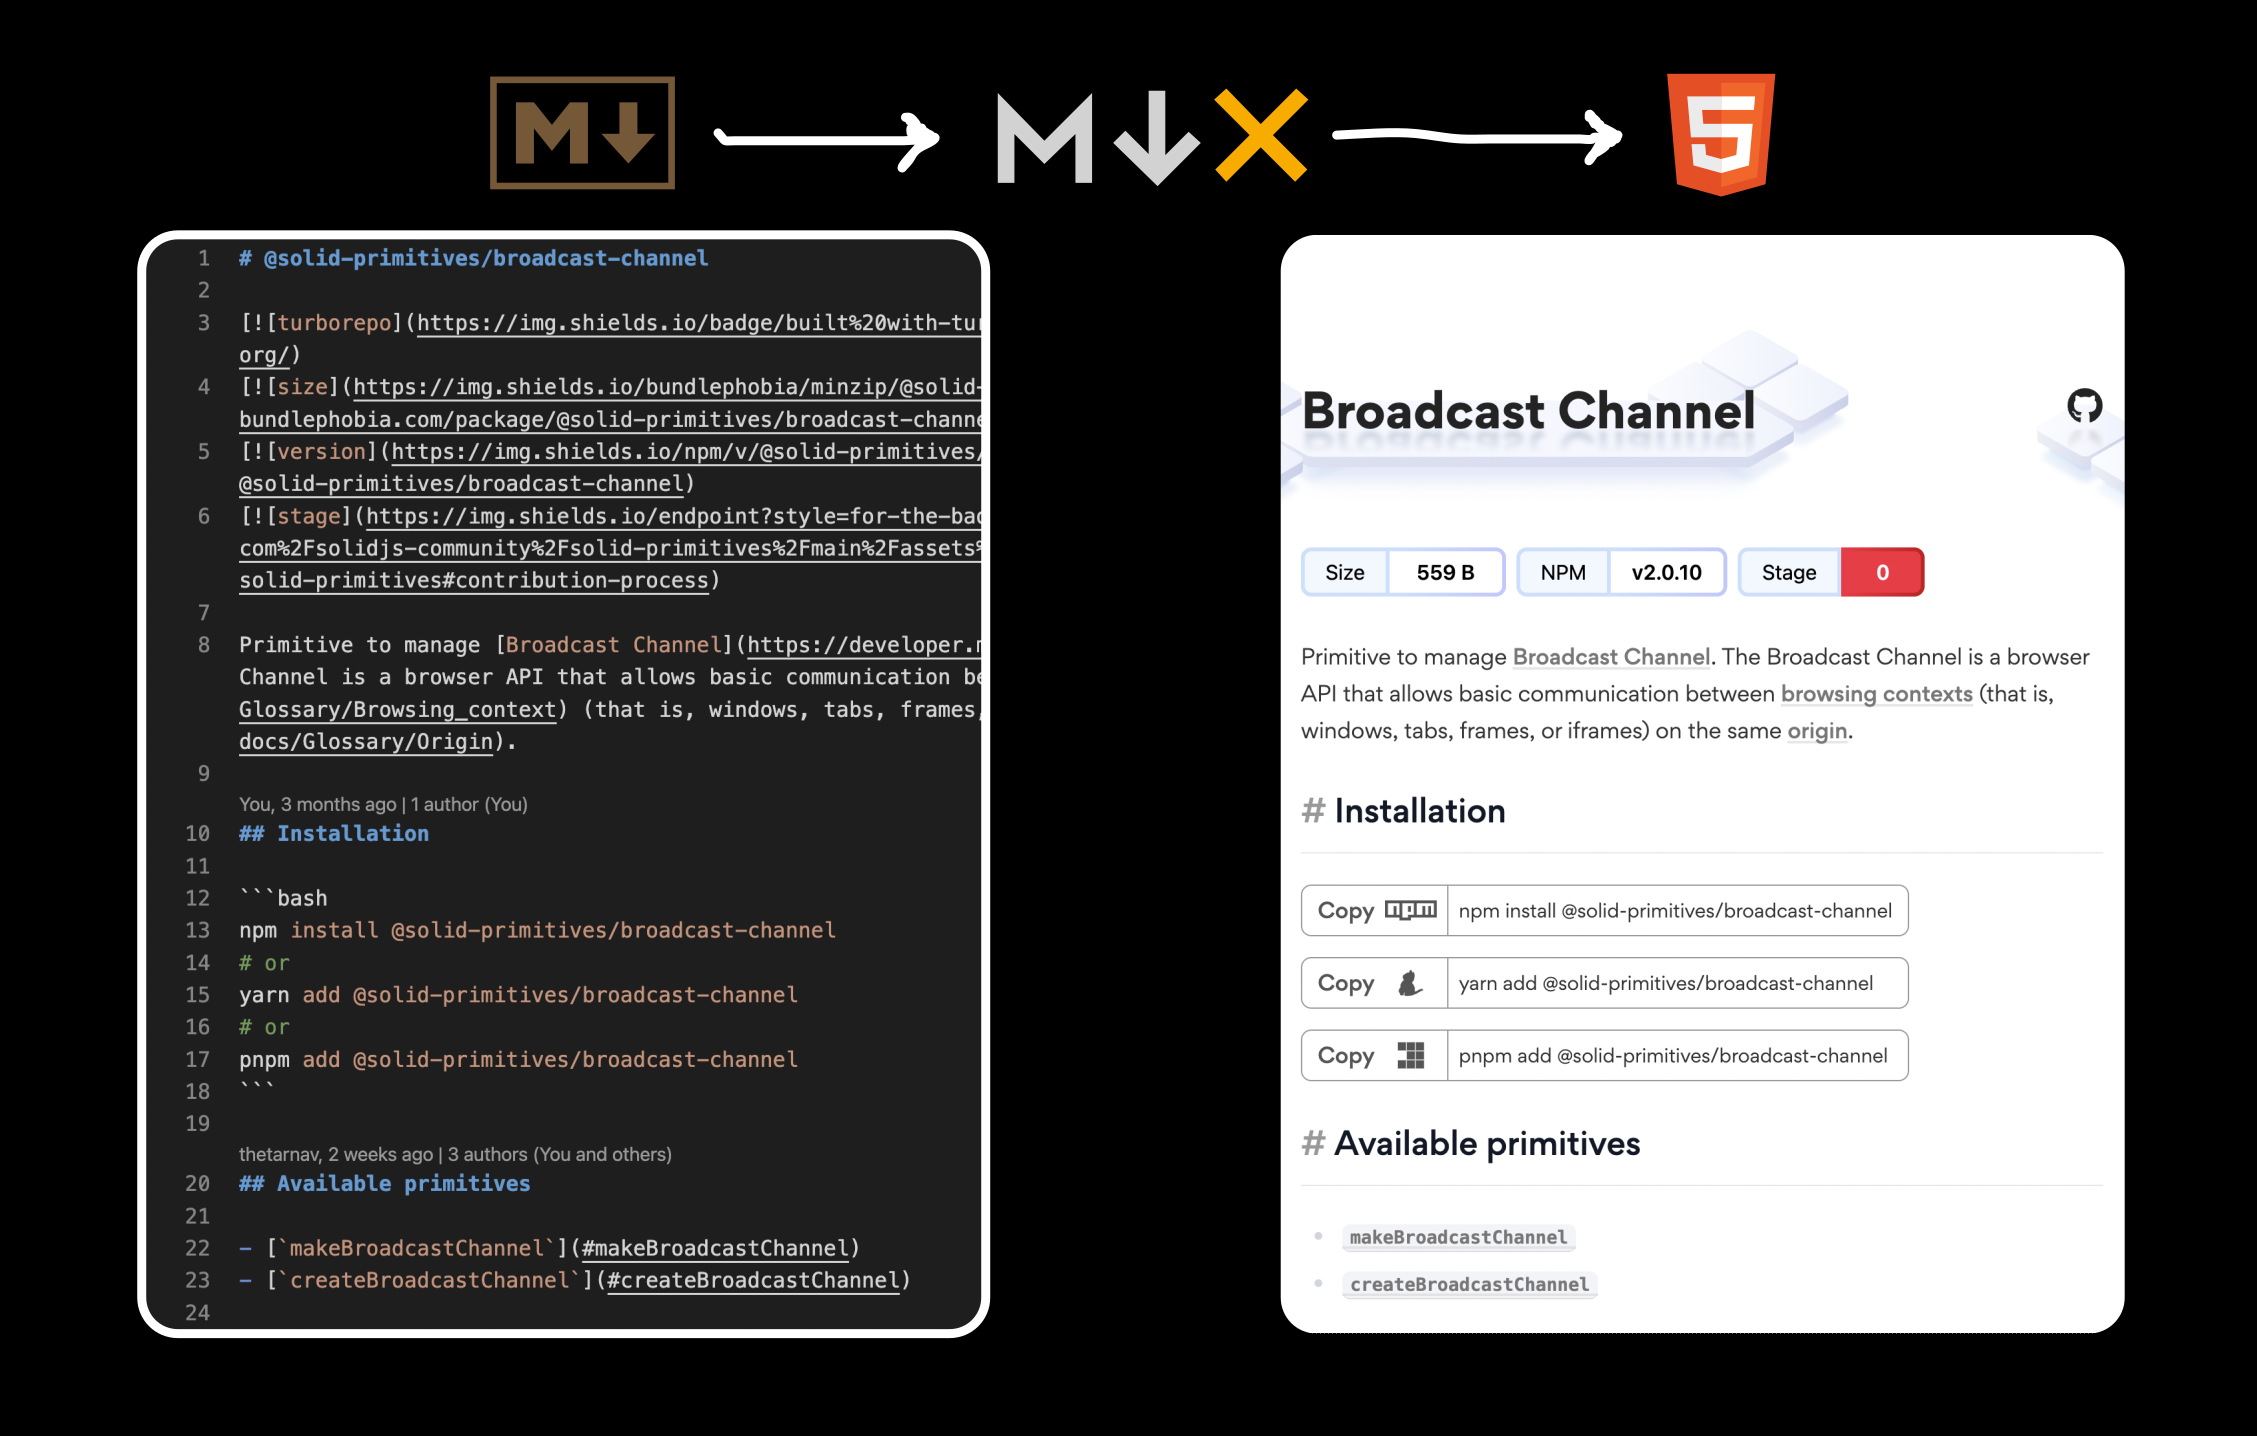 M
M
5
1 # @solid-primitives/broadcast-channel
2
3 [![turborepo](https://img.shields.io/badge/built%20with-tu
org/)
4 [![size](https://img.shields.io/bundlephobia/minzip/@solid-
bundlephobia.com/package/@solid-primitives/broadcast-chann
5 [![version](https://img.shields.io/npm/v/@solid-primitives/
@solid-primitives/broadcast-channel)
6 [![stage](https://img.shields.io/endpoint?style=for-the-ba
com%2Fsolidjs-community%2Fsolid-primitives%2Fmain%2Fassets%
solid-primitives#contribution-process)
7
8 Primitive to manage [Broadcast Channel](https://developer.
Channel is a browser API that allows basic communication b
Glossary/Browsing_context) (that is, windows, tabs, frames,
docs/Glossary/Origin).
9
You, 3 months ago | 1 author (You)
10 ## Installation
11
12 ```bash
13 npm install @solid-primitives/broadcast-channel
14 # or
15 yarn add @solid-primitives/broadcast-channel
16 # or
17 pnpm add @solid-primitives/broadcast-channel
18 ```
19
thetarnav, 2 weeks ago | 3 authors (You and others)
20 ## Available primitives
21
22 - [`makeBroadcastChannel`](#makeBroadcastChannel)
23 - [`createBroadcastChannel`](#createBroadcastChannel)
24
Broadcast Channel
Size 559 B NPM v2.0.10 Stage 0
Primitive to manage Broadcast Channel. The Broadcast Channel is a browser
API that allows basic communication between browsing contexts (that is,
windows, tabs, frames, or iframes) on the same origin.
# Installation
Copy npm npm install @solid-primitives/broadcast-channel
Copy yarn add @solid-primitives/broadcast-channel
Copy pnpm add @solid-primitives/broadcast-channel
# Available primitives
makeBroadcastChannel
createBroadcastChannel